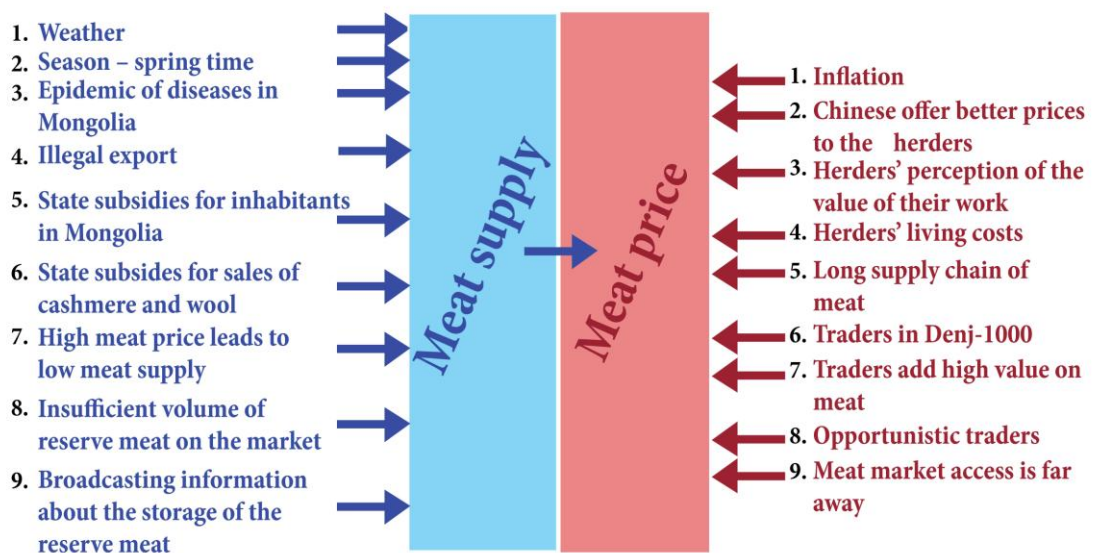 1. Weather
2. Season – spring time
3. Epidemic of diseases in
Mongolia
4. Illegal export
5. State subsidies for inhabitants
in Mongolia
6. State subsides for sales of
cashmere and wool
7. High meat price leads to
low meat supply
8. Insufficient volume of
reserve meat on the market
9. Broadcasting information
about the storage of the
reserve meat
Meat supply
Meat price
1. Inflation
2. Chinese offer better prices
to the herders
3. Herders’ perception of the
value of their work
4. Herders’ living costs
5. Long supply chain of
meat
6. Traders in Denj-1000
7. Traders add high value on
meat
8. Opportunistic traders
9. Meat market access is far
away